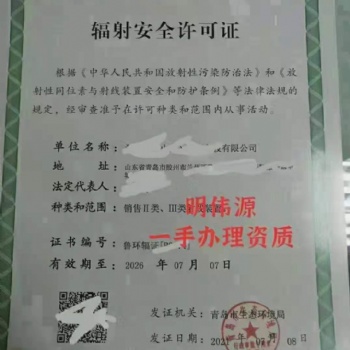 辐射安全许可证
根据《中华人民共和国放射性污染防治法》和《放
射性同位素与射线装置安全和防护条例》等法律法规的
规定，经审查准予在许可种类和范围内从事活动。
单位名称：有限公司
地址：山东省青岛市胶州市
法定代表人
种类和范围：销售Ⅱ类、Ⅲ类
明伟源
一手办理资质
证书编号：鲁环辐证
有效期至：2026 年 07 月 07 日
发证机关：青岛市生态环境局
发证日期：月 08